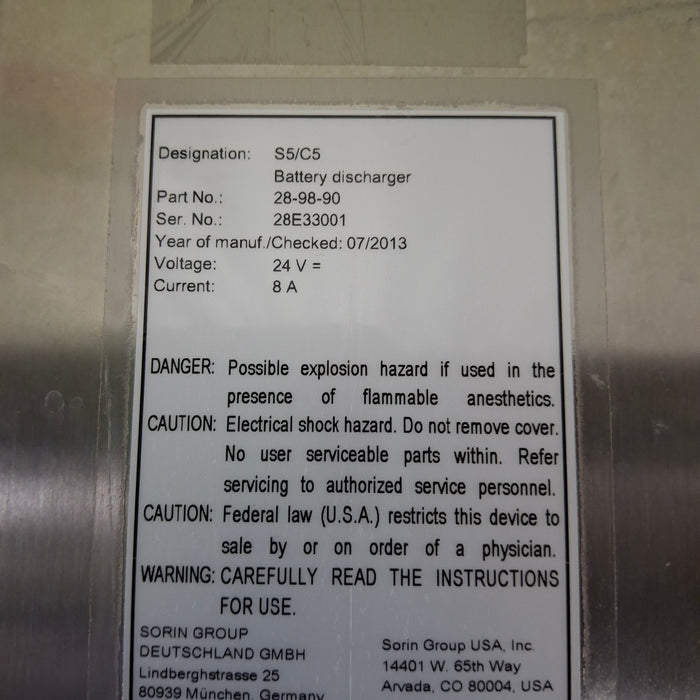 Designation: S5/C5
Battery discharger
Part No.: 28-98-90
Ser. No.: 28E33001
Year of manuf./Checked: 07/2013
Voltage: 24 V =
Current: 8 A
DANGER: Possible explosion hazard if used in the
presence of flammable anesthetics.
CAUTION: Electrical shock hazard. Do not remove cover.
No user serviceable parts within. Refer
servicing to authorized service personnel.
CAUTION: Federal law (U.S.A.) restricts this device to
sale by or on order of a physician.
WARNING: CAREFULLY READ THE INSTRUCTIONS
FOR USE.
SORIN GROUP
DEUTSCHLAND GMBH
Lindberghstrasse 25
80939 München, Germany
Sorin Group USA, Inc.
14401 W. 65th Way
Arvada, CO 80004, USA